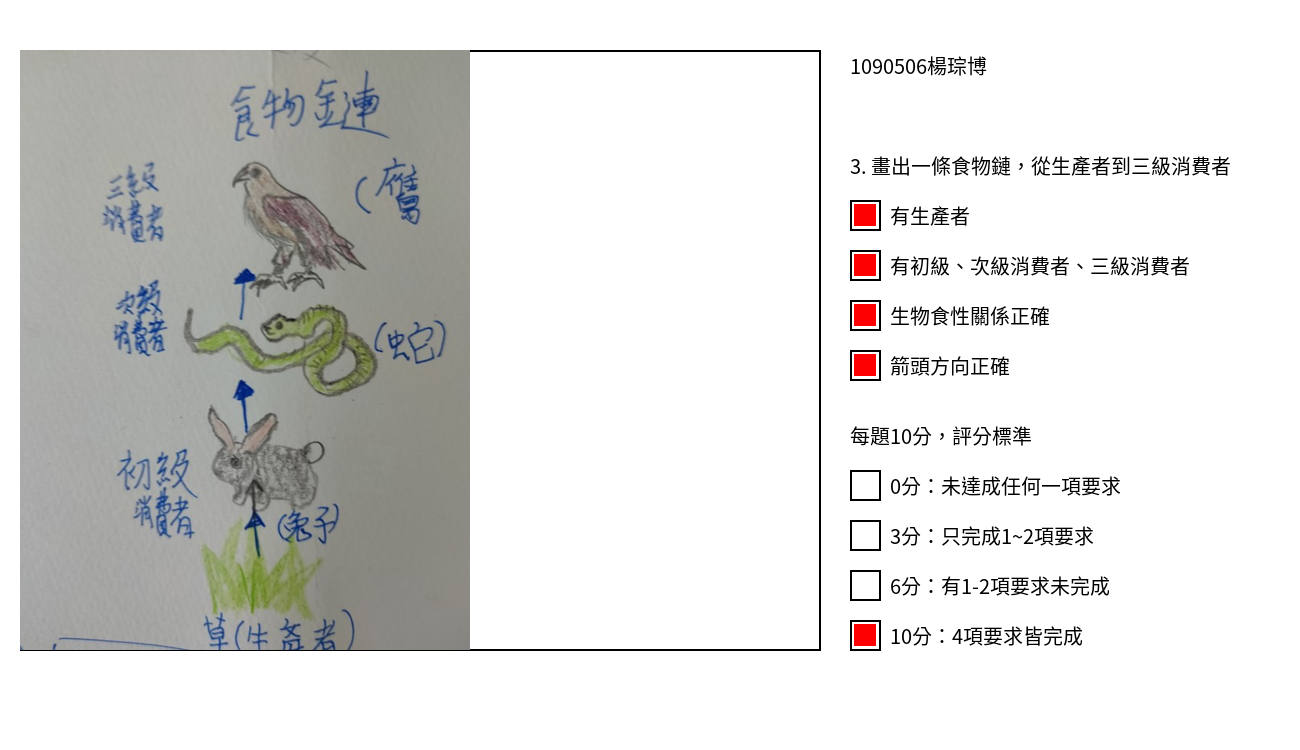 食物鏈
三級
消費者
(鷹
次級
消費者
(蛇)
初級
消費者
(兔子)
草(生產者)
1090506楊琮博
3. 畫出一條食物鏈，從生產者到三級消費者
有生產者
有初級、次級消費者、三級消費者
生物食性關係正確
箭頭方向正確
每題10分，評分標準
0分：未達成任何一項要求
3分：只完成1~2項要求
6分：有1-2項要求未完成
10分：4項要求皆完成